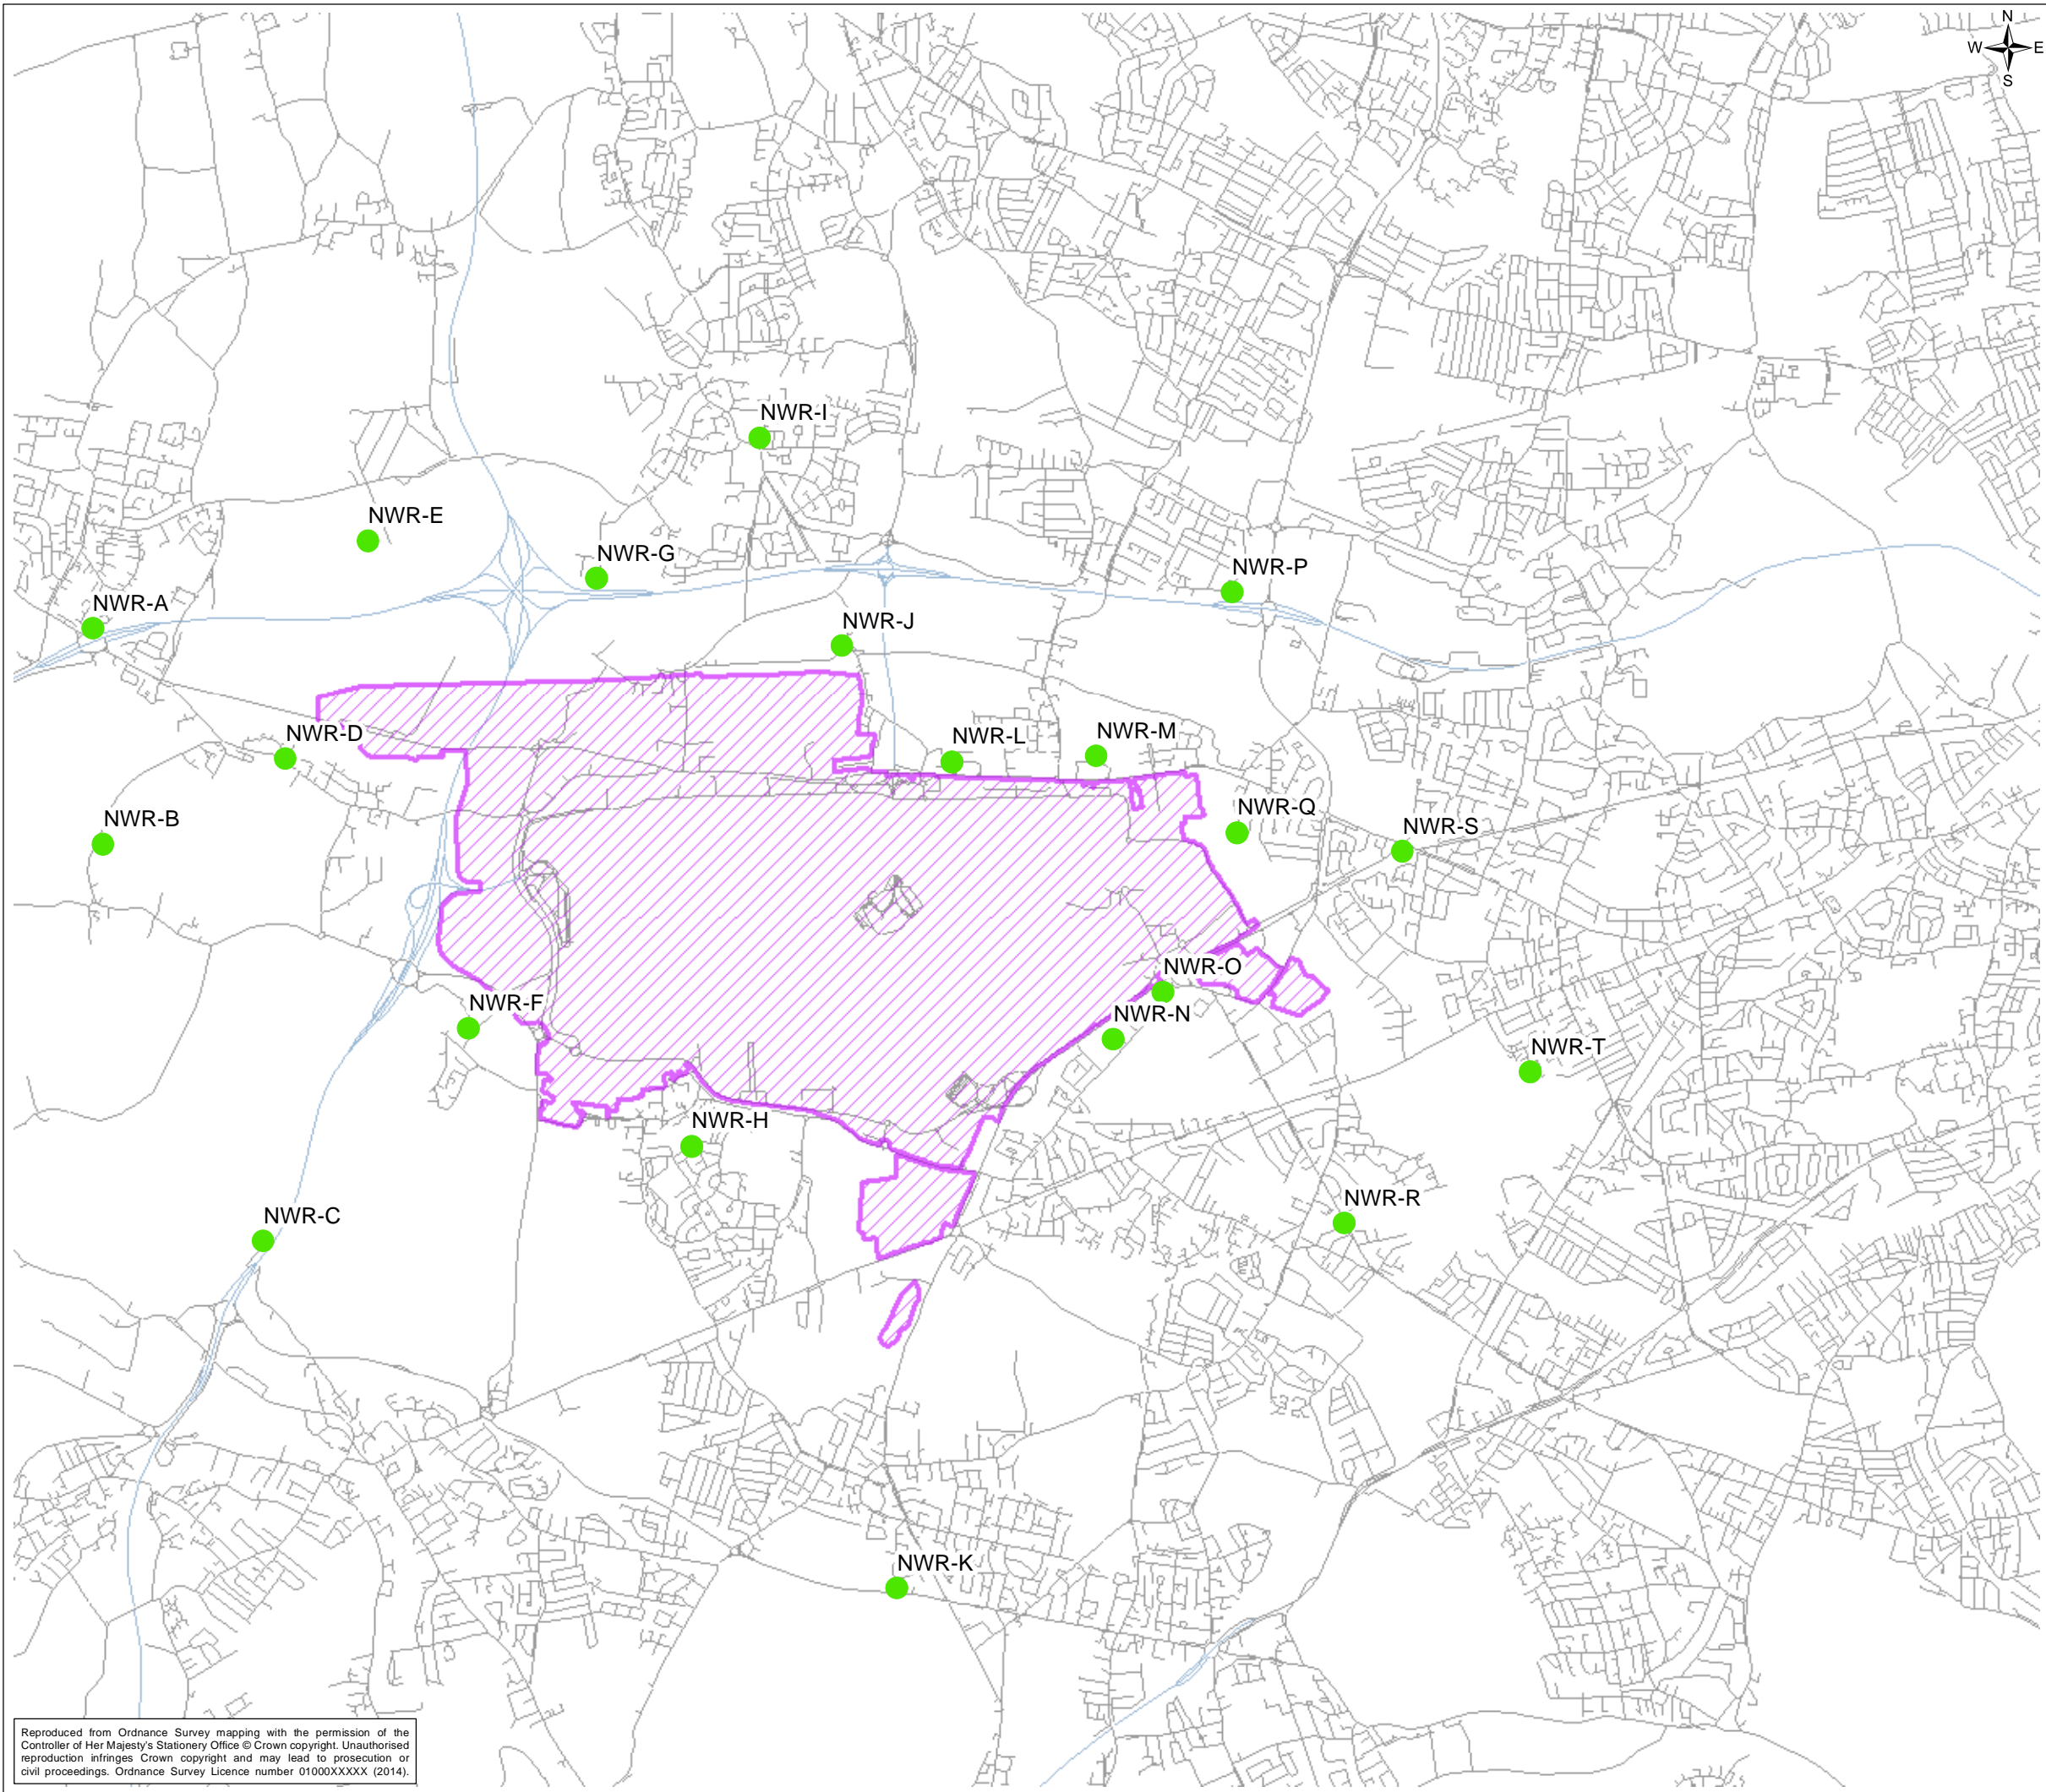 N
W E
S
NWR-I
NWR-E
NWR-G
NWR-P
NWR-A
NWR-J
NWR-D
NWR-L
NWR-M
NWR-B
NWR-Q
NWR-S
NWR-O
NWR-F
NWR-N
NWR-T
NWR-H
NWR-R
NWR-C
NWR-K
Reproduced from Ordnance Survey mapping with the permission of the
Controller of Her Majesty's Stationery Office © Crown copyright. Unauthorised
reproduction infringes Crown copyright and may lead to prosecution or
civil proceedings. Ordnance Survey Licence number 01000XXXXX (2014).